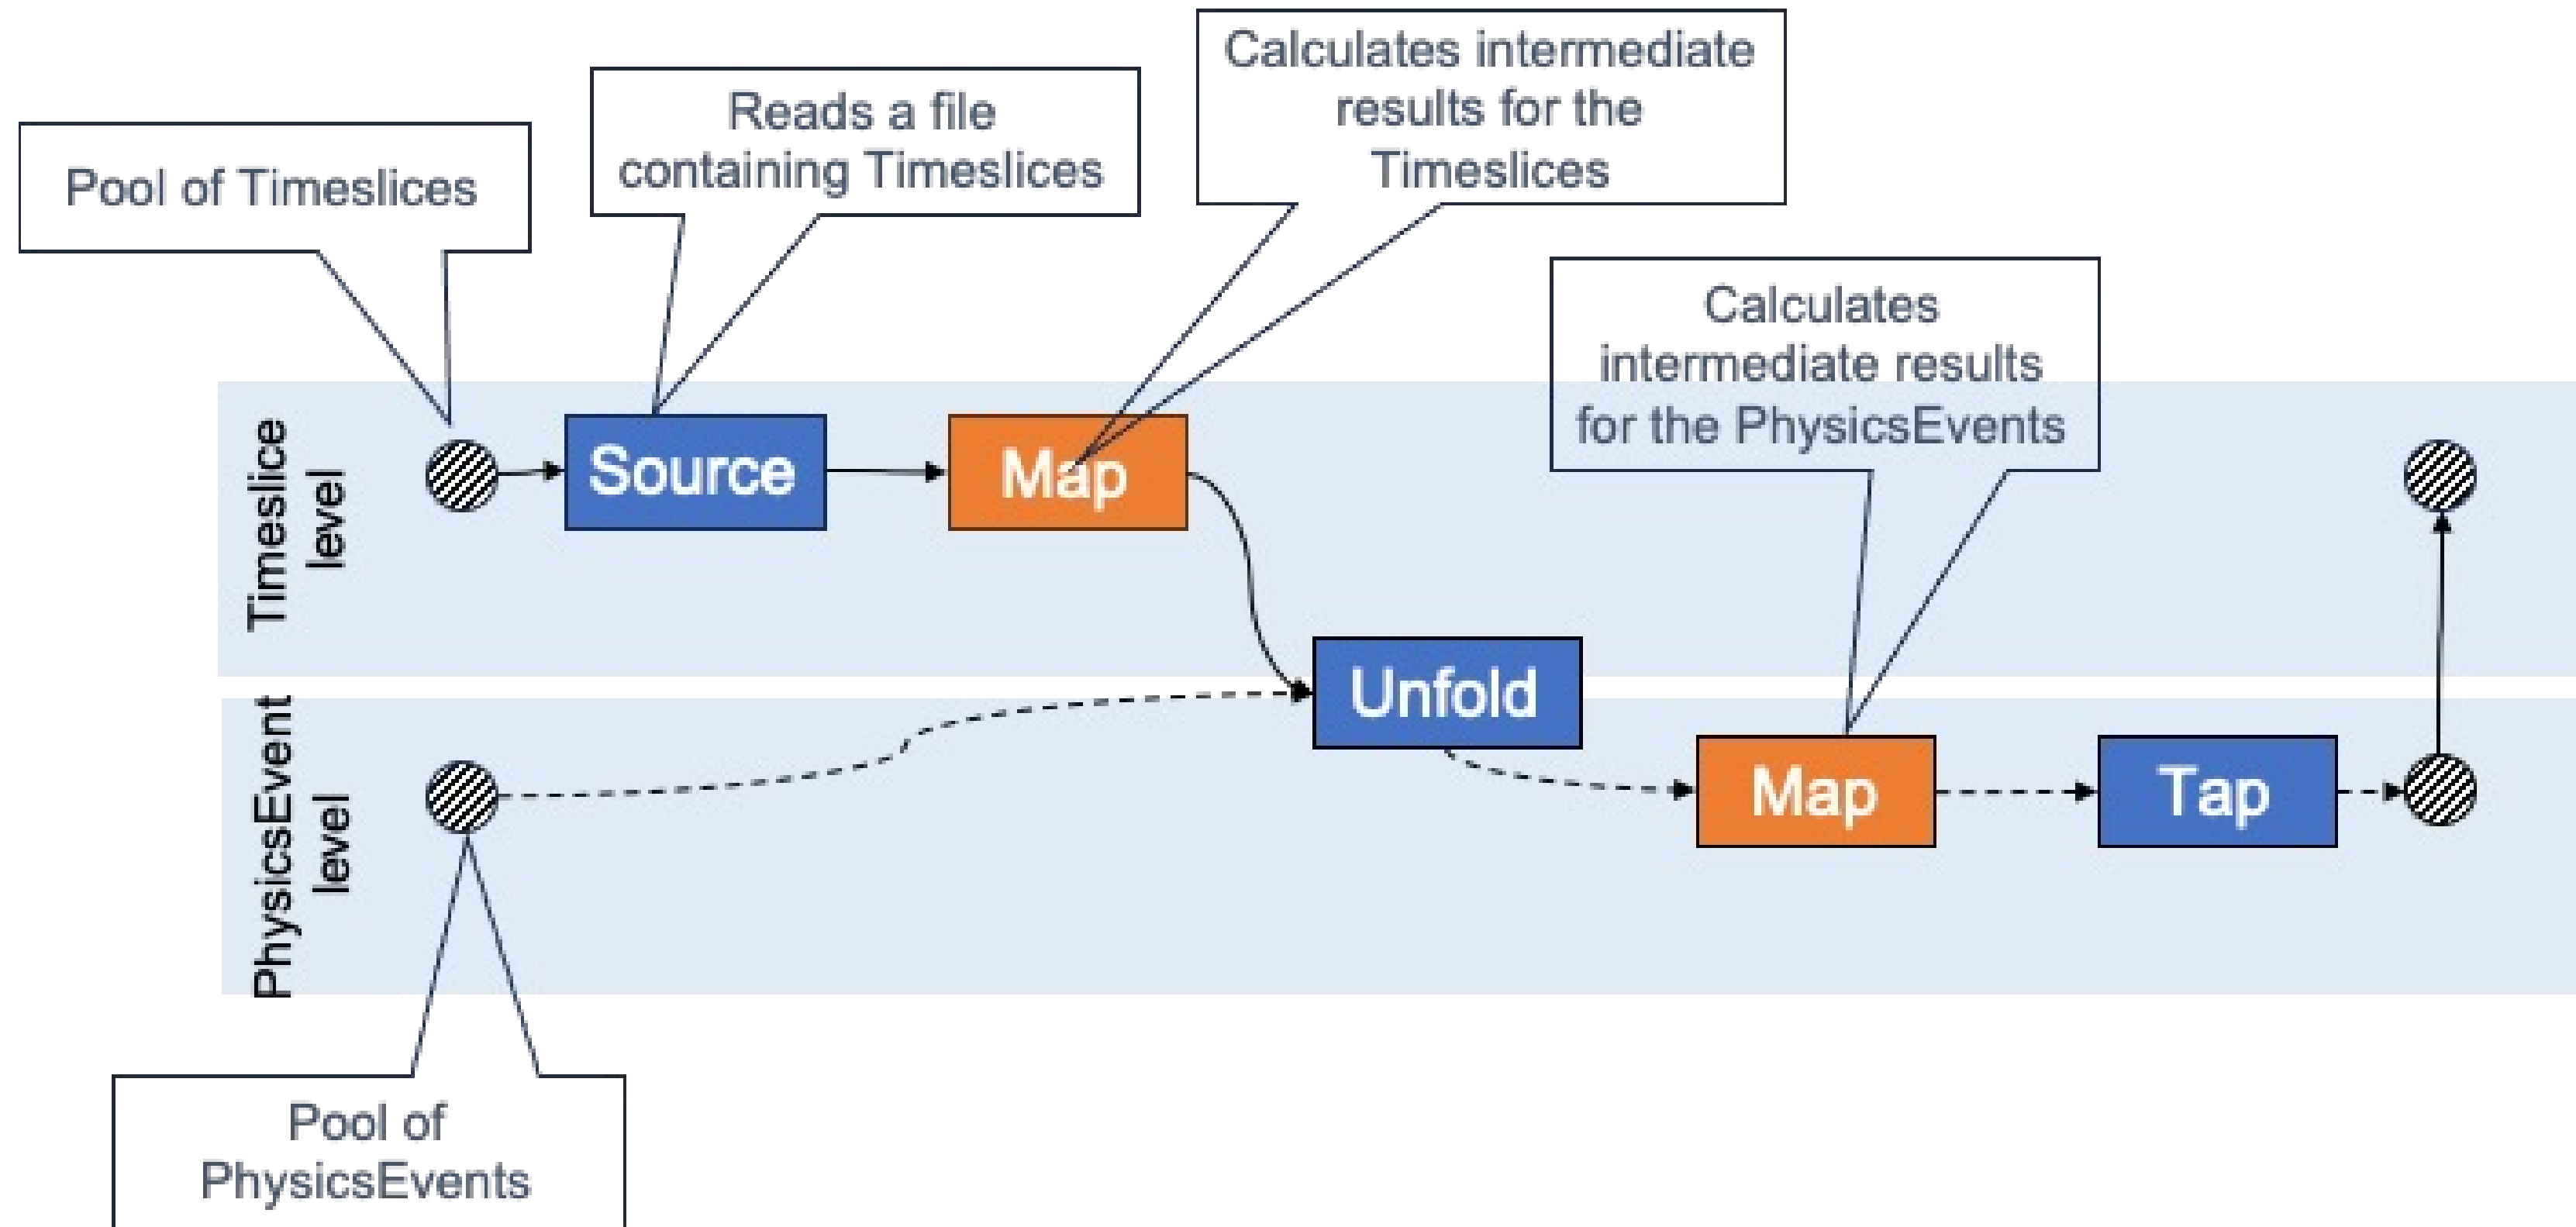 Calculates intermediate
results for the
Timeslices
Reads a file
containing Timeslices
Pool of Timeslices
Calculates
intermediate results
for the PhysicsEvents
Timeslice
level
Source
Map
Unfold
PhysicsEvent
level
Map
Tap
Pool of
PhysicsEvents